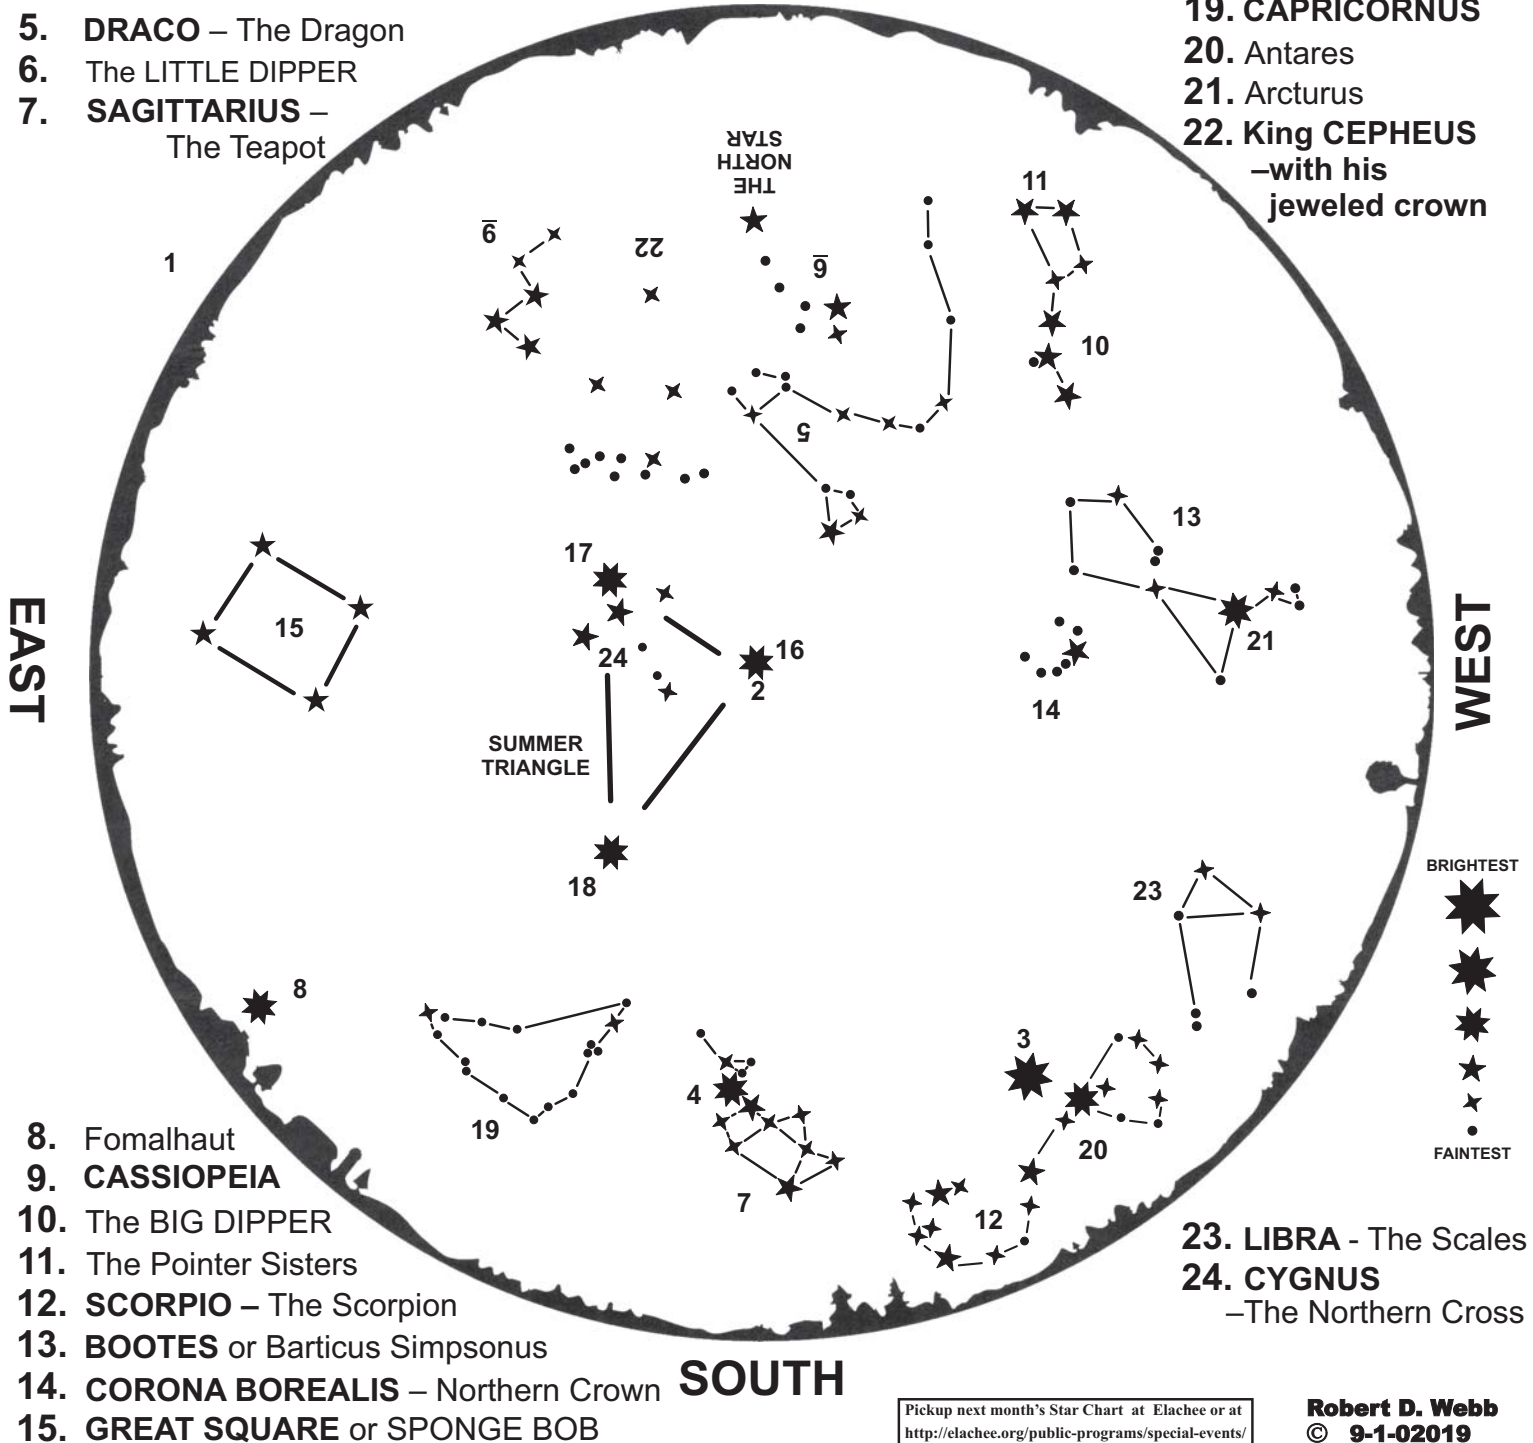 5. DRACO – The Dragon
6. The LITTLE DIPPER
7. SAGITTARIUS –
The Teapot
19. CAPRICORNUS
20. Antares
21. Arcturus
22. King CEPHEUS
–with his
jeweled crown
THE
NORTH
STAR
11
9
22
6
1
10
5
13
17
15
16
24
2
21
14
SUMMER
TRIANGLE
EAST
WEST
18
23
BRIGHTEST
8
3
4
19
20
FAINTEST
7
12
8. Fomalhaut
9. CASSIOPEIA
10. The BIG DIPPER
11. The Pointer Sisters
12. SCORPIO – The Scorpion
13. BOOTES or Barticus Simpsonus
14. CORONA BOREALIS – Northern Crown
15. GREAT SQUARE or SPONGE BOB
23. LIBRA - The Scales
24. CYGNUS
–The Northern Cross
SOUTH
Pickup next month's Star Chart at Elachee or at
http://elachee.org/public-programs/special-events/
Robert D. Webb
© 9-1-02019